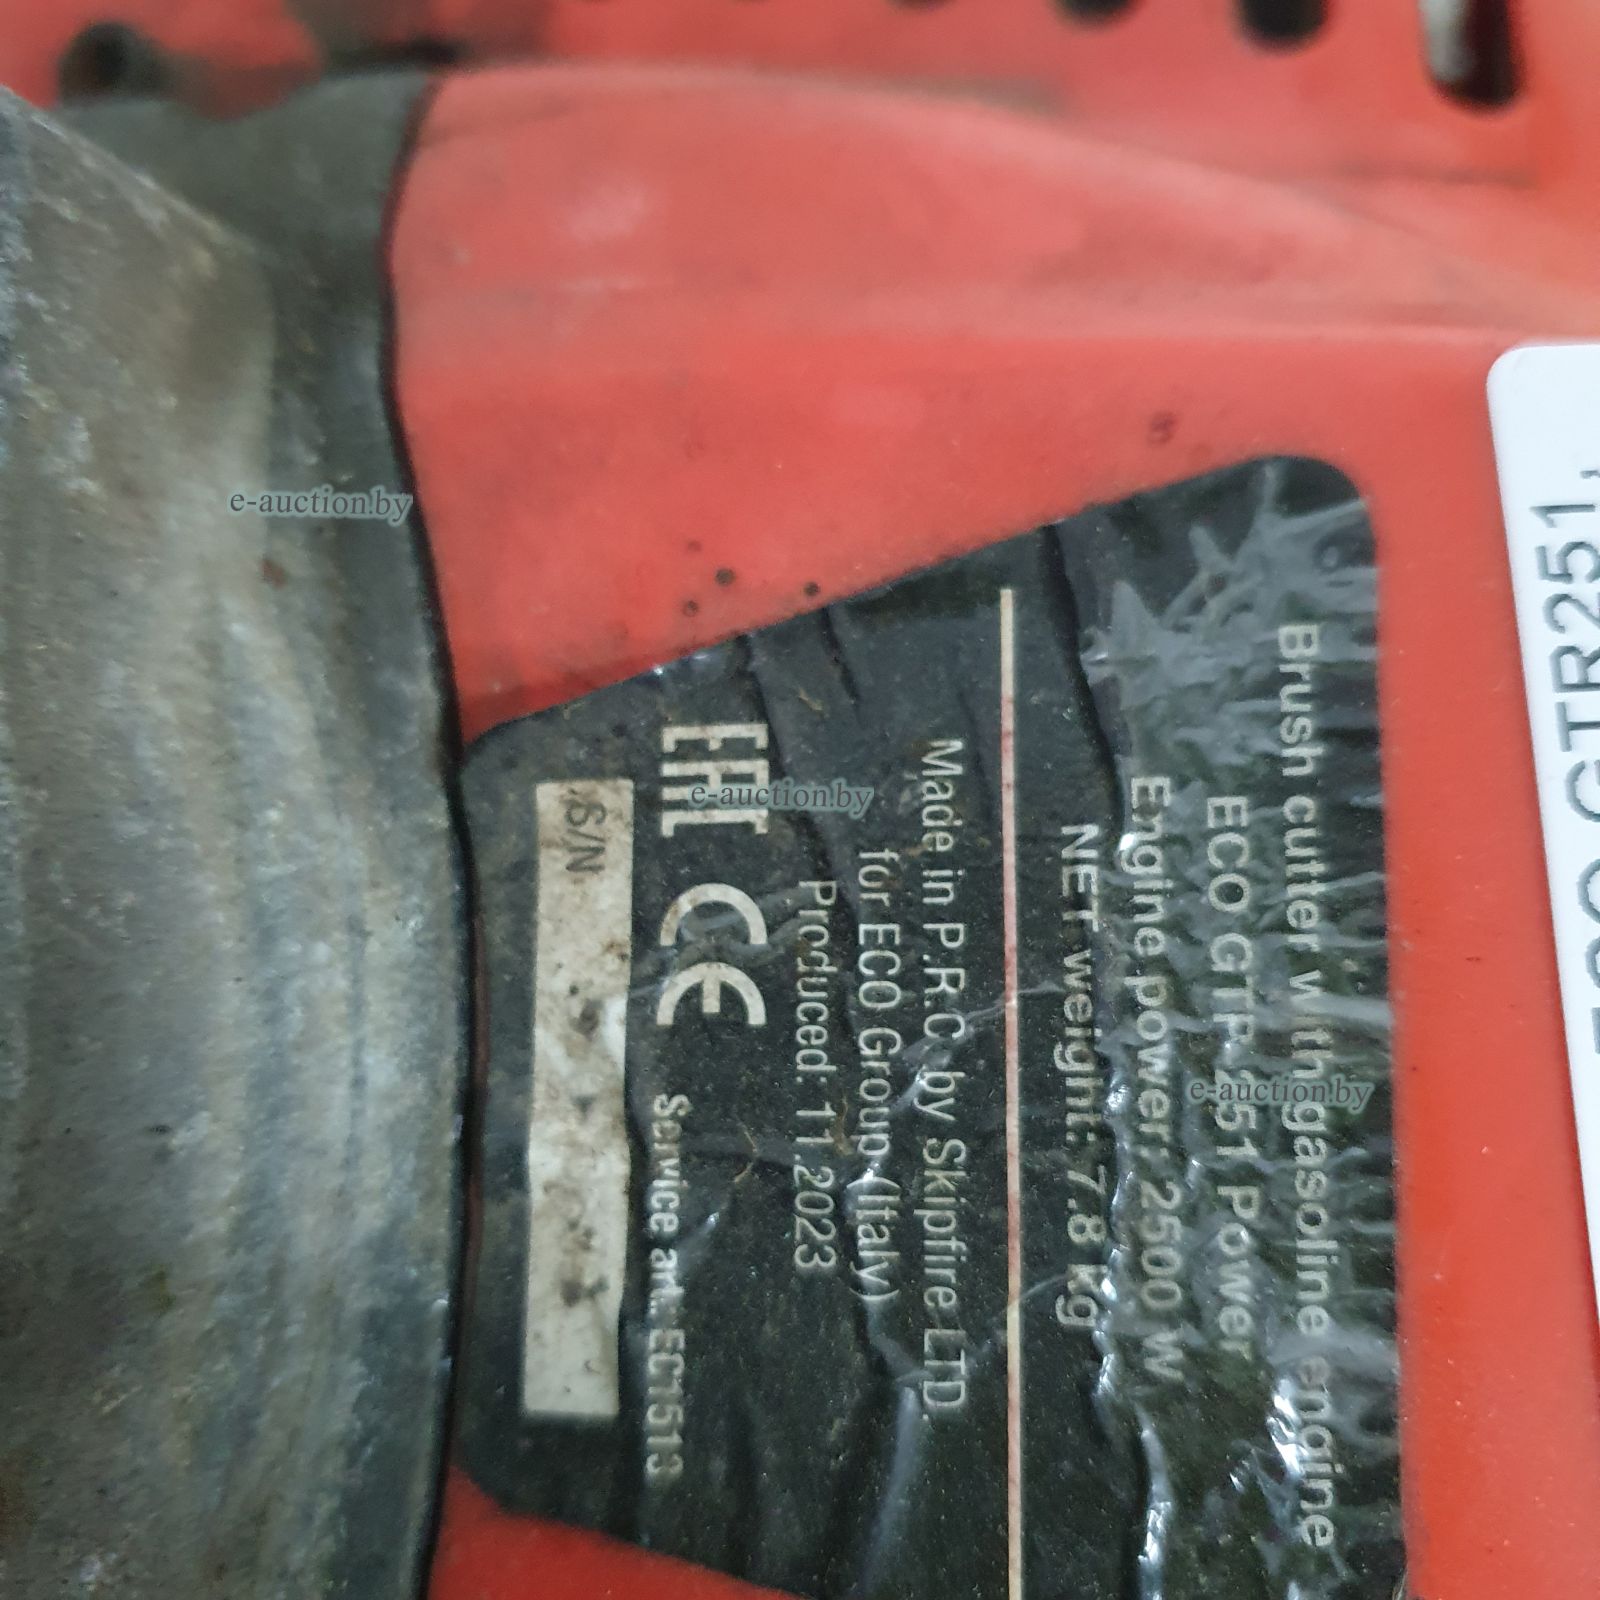 Brush cutter with gasoline engine
ECO GTP-251 Power
Engine power: 2500 W
NET weight: 7.8 kg
Made in P.R.C by Skipfire LTD.
for ECO Group (Italy)
Produced: 11.2023
EAC CE Service art.: EC1513
S/N
ECO GTR251,
e-auction.by
e-auction.by
e-auction.by